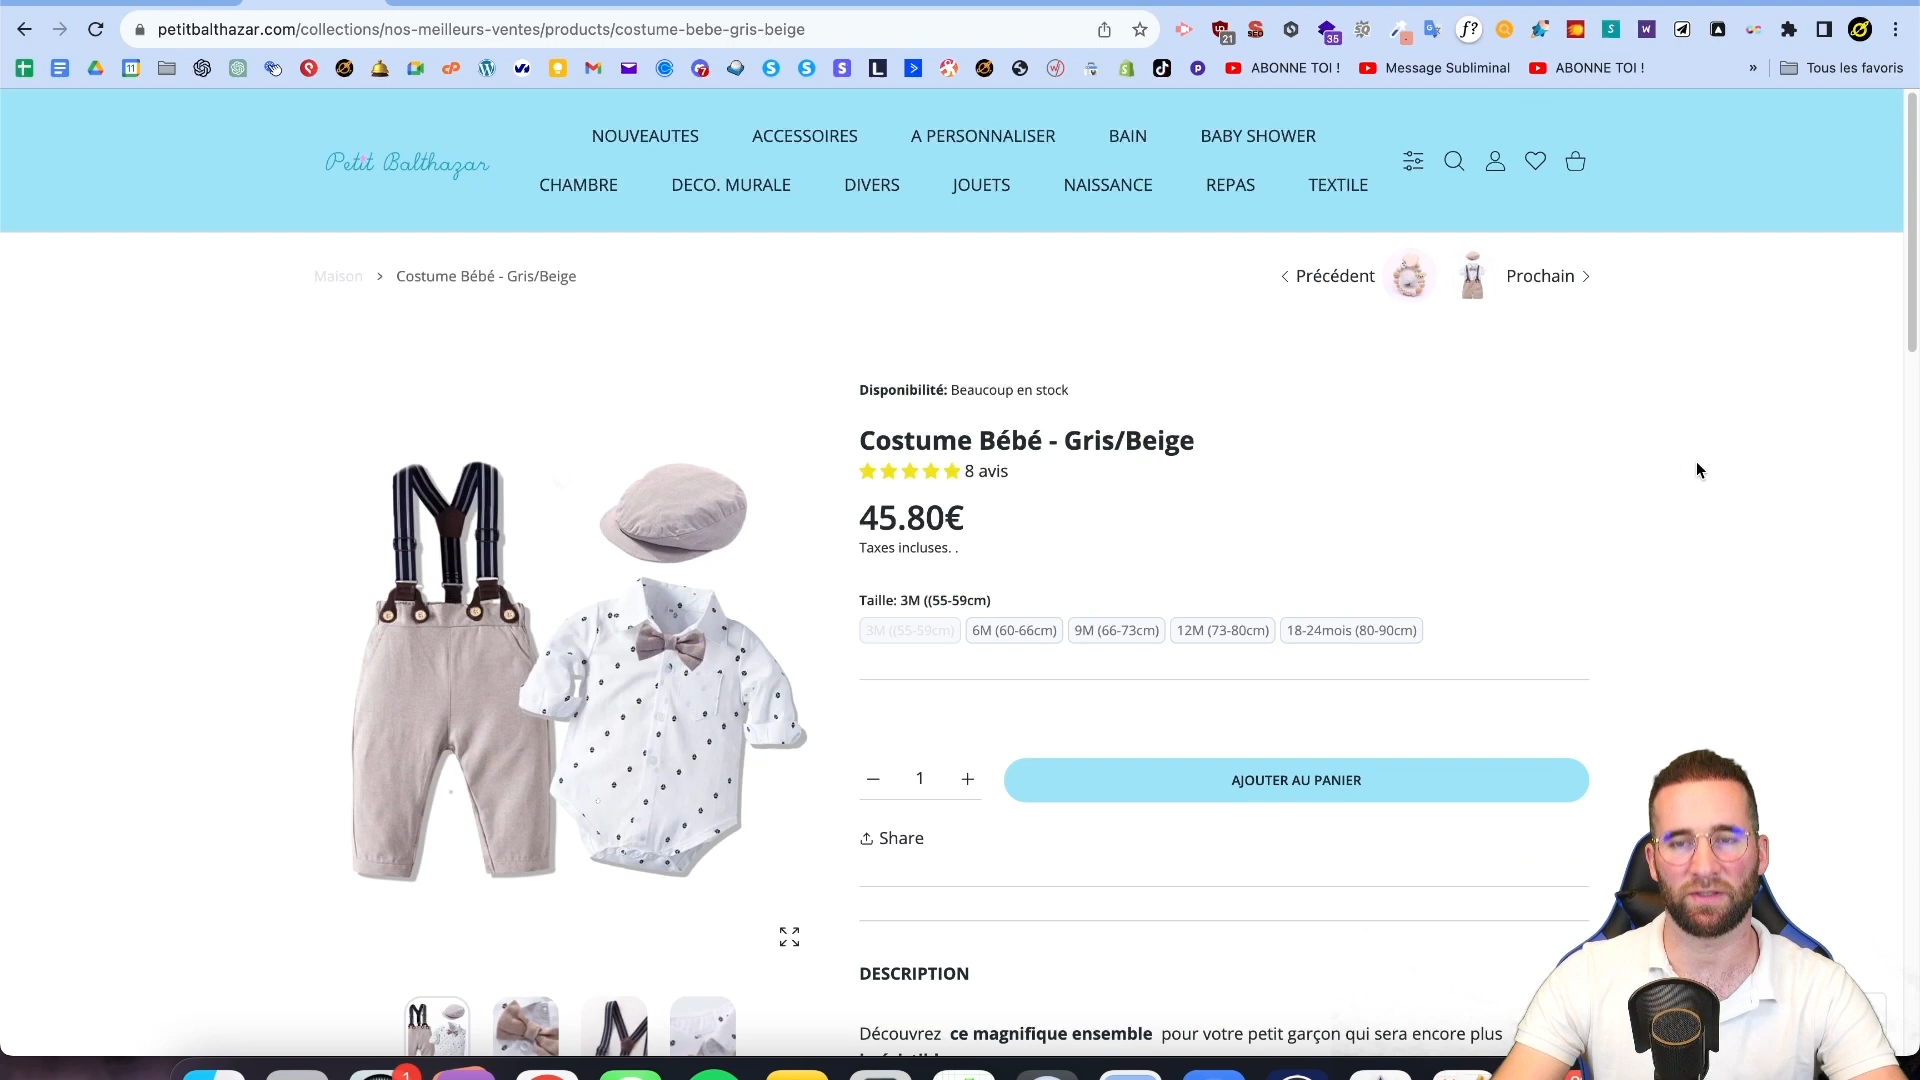 petitbalthazar.com/collections/nos-meilleurs-ventes/products/costume-bebe-gris-beige
21
35
ABONNE TOI !
Message Subliminal
ABONNE TOI !
»
Tous les favoris
Petit Balthazar
NOUVEAUTES
ACCESSOIRES
A PERSONNALISER
BAIN
BABY SHOWER
CHAMBRE
DECO. MURALE
DIVERS
JOUETS
NAISSANCE
REPAS
TEXTILE
Maison > Costume Bébé - Gris/Beige
Précédent
Prochain
Disponibilité: Beaucoup en stock
Costume Bébé - Gris/Beige
8 avis
45.80€
Taxes incluses. .
Taille: 3M ((55-59cm)
3M ((55-59cm)
6M (60-66cm)
9M (66-73cm)
12M (73-80cm)
18-24mois (80-90cm)
− 1 +
AJOUTER AU PANIER
Share
DESCRIPTION
Découvrez ce magnifique ensemble pour votre petit garçon qui sera encore plus
1